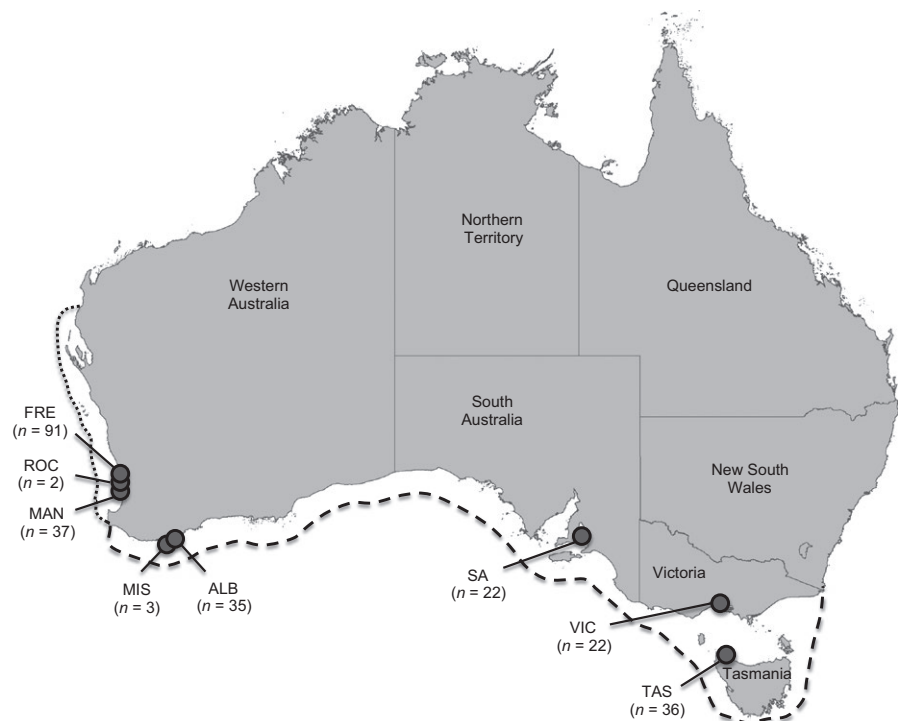 Northern
Territory
Western
Australia
Queensland
South
Australia
New South
Wales
Victoria
Tasmania
FRE
(n = 91)
ROC
(n = 2)
MAN
(n = 37)
MIS
(n = 3)
ALB
(n = 35)
SA
(n = 22)
VIC
(n = 22)
TAS
(n = 36)